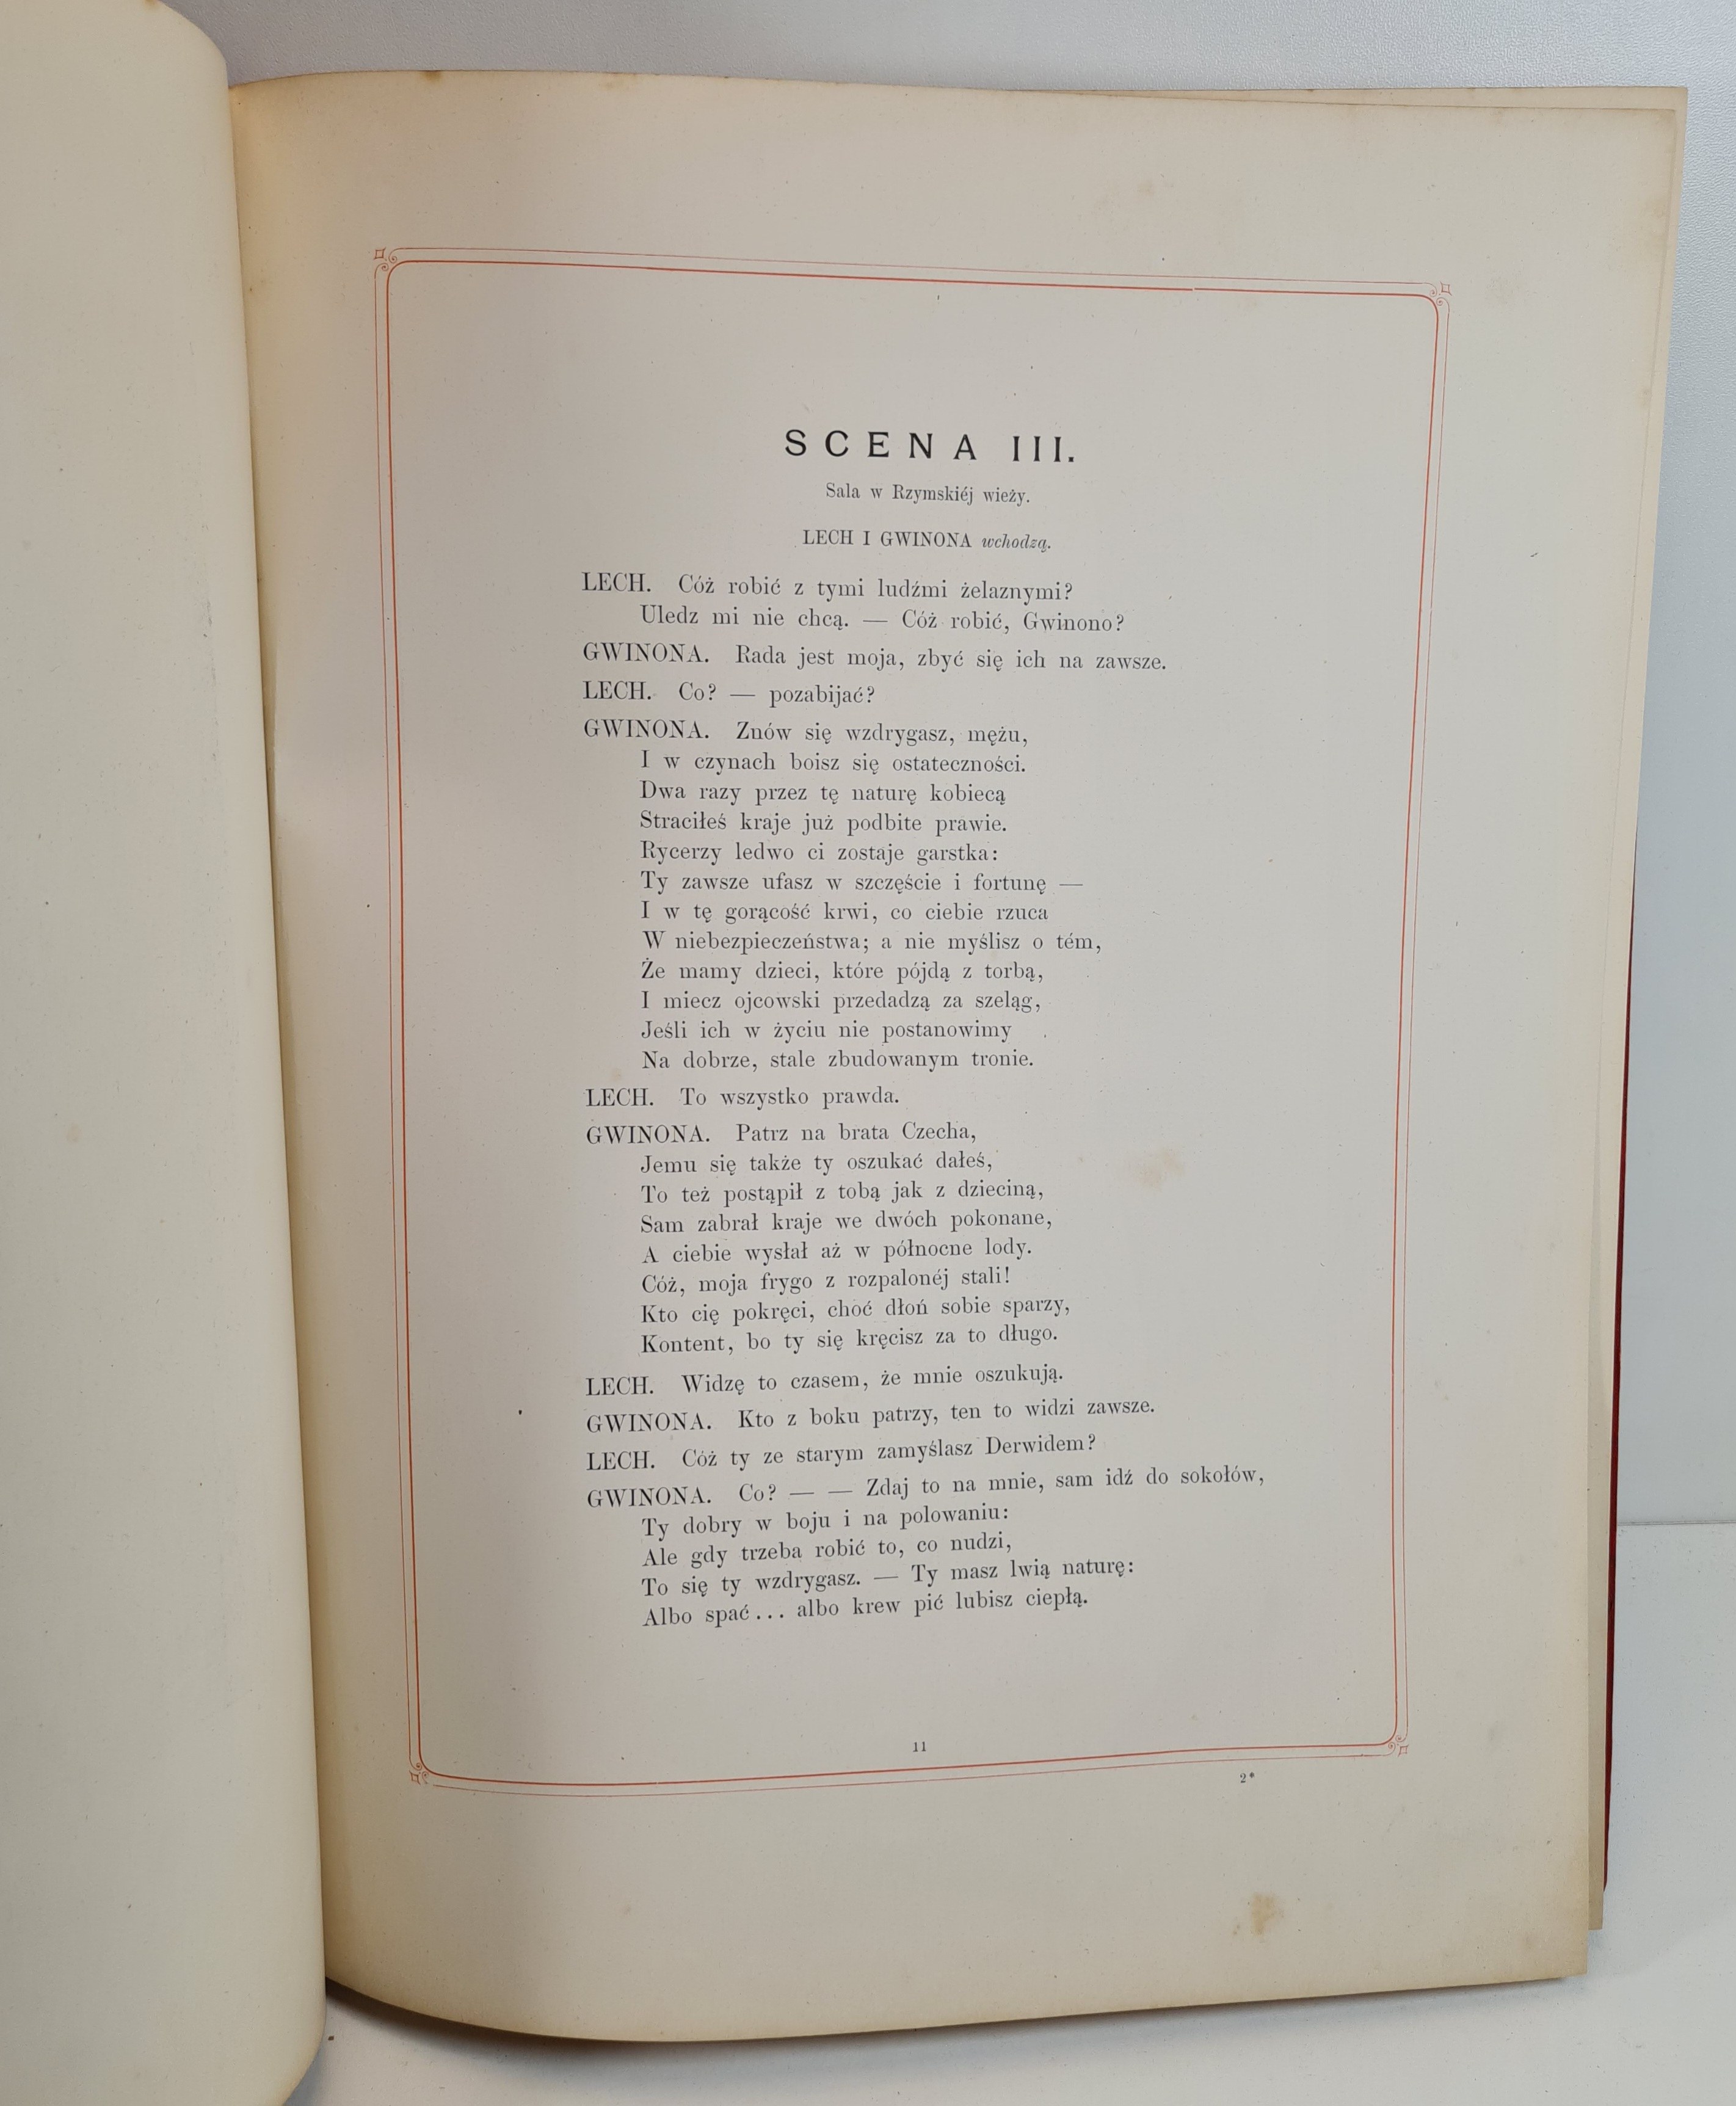 SCENA III.
Sala w Rzymskiéj wieży.
LECH I GWINONA wchodzą.
LECH. Cóż robić z tymi ludźmi żelaznymi?
Uledz mi nie chcą. — Cóż robić, Gwinono?
GWINONA. Rada jest moja, zbyć się ich na zawsze.
LECH. Co? — pozabijać?
GWINONA. Znów się wzdrygasz, mężu,
I w czynach boisz się ostateczności.
Dwa razy przez tę naturę kobiecą
Straciłeś kraje już podbite prawie.
Rycerzy ledwo ci zostaje garstka:
Ty zawsze ufasz w szczęście i fortunę —
I w tę gorącość krwi, co ciebie rzuca
W niebezpieczeństwa; a nie myślisz o tém,
Że mamy dzieci, które pójdą z torbą,
I miecz ojcowski przedadzą za szeląg,
Jeśli ich w życiu nie postanowimy
Na dobrze, stale zbudowanym tronie.
LECH. To wszystko prawda.
GWINONA. Patrz na brata Czecha,
Jemu się także ty oszukać dałeś,
To też postąpił z tobą jak z dzieciną,
Sam zabrał kraje we dwóch pokonane,
A ciebie wysłał aż w północne lody.
Cóż, moja frygo z rozpalonéj stali!
Kto cię pokręci, choć dłoń sobie sparzy,
Kontent, bo ty się kręcisz za to długo.
LECH. Widzę to czasem, że mnie oszukują.
GWINONA. Kto z boku patrzy, ten to widzi zawsze.
LECH. Cóż ty ze starym zamyślasz Derwidem?
GWINONA. Co? — — Zdaj to na mnie, sam idź do sokołów,
Ty dobry w boju i na polowaniu:
Ale gdy trzeba robić to, co nudzi,
To się ty wzdrygasz. — Ty masz lwią naturę:
Albo spać... albo krew pić lubisz ciepłą.
11
2*